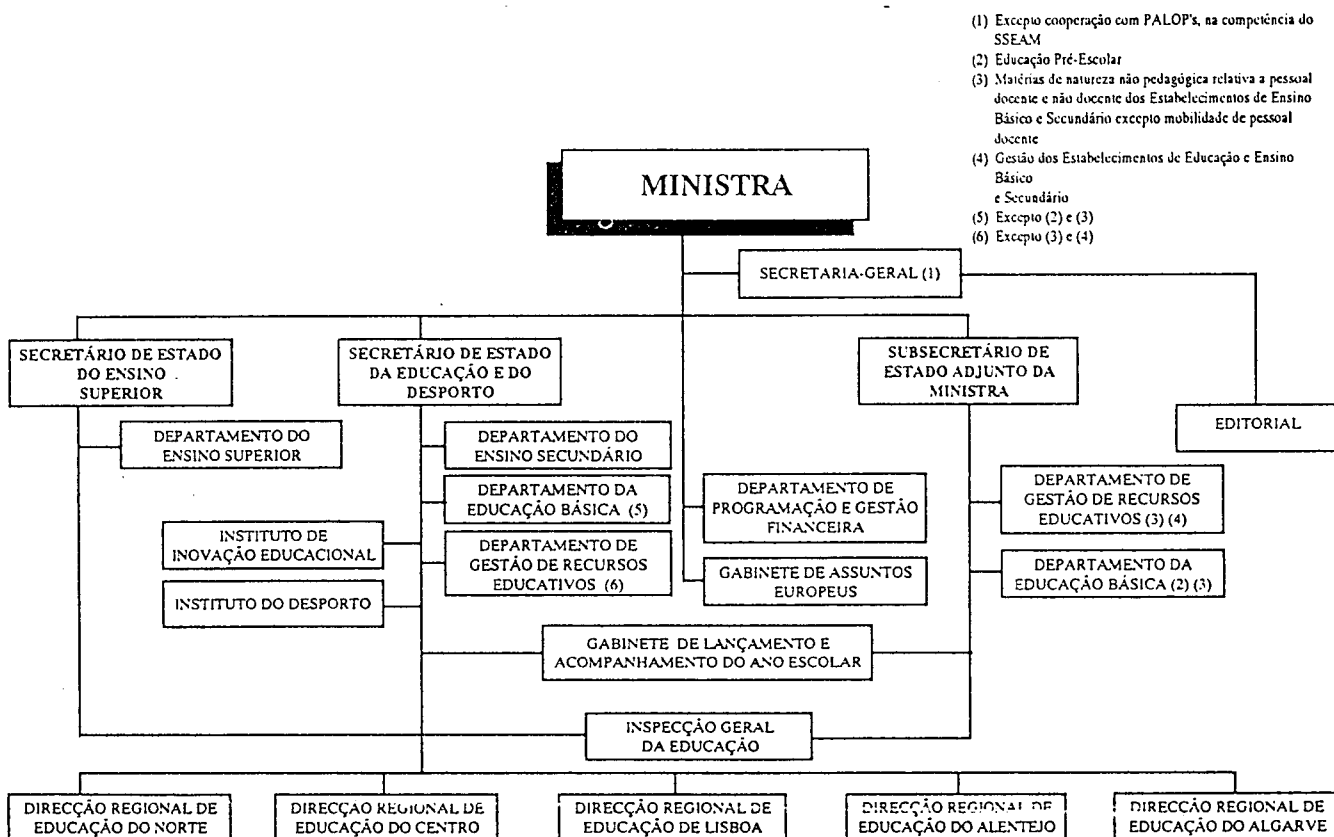 (1) Excepto cooperação com PALOP's, na competência do
SSEAM
(2) Educação Pré-Escolar
(3) Matérias de natureza não pedagógica relativa a pessoal
docente e não docente dos Estabelecimentos de Ensino
Básico e Secundário excepto mobilidade de pessoal
docente
(4) Gestão dos Estabelecimentos de Educação e Ensino
Básico
e Secundário
(5) Excepto (2) e (3)
(6) Excepto (3) e (4)
MINISTRA
SECRETARIA-GERAL (1)
SECRETÁRIO DE ESTADO
DO ENSINO
SUPERIOR
SECRETÁRIO DE ESTADO
DA EDUCAÇÃO E DO
DESPORTO
SUBSECRETÁRIO DE
ESTADO ADJUNTO DA
MINISTRA
EDITORIAL
DEPARTAMENTO DO
ENSINO SUPERIOR
DEPARTAMENTO DO
ENSINO SECUNDÁRIO
DEPARTAMENTO DA
EDUCAÇÃO BÁSICA (5)
INSTITUTO DE
INOVAÇÃO EDUCACIONAL
DEPARTAMENTO DE
GESTÃO DE RECURSOS
EDUCATIVOS (6)
INSTITUTO DO DESPORTO
DEPARTAMENTO DE
PROGRAMAÇÃO E GESTÃO
FINANCEIRA
GABINETE DE ASSUNTOS
EUROPEUS
DEPARTAMENTO DE
GESTÃO DE RECURSOS
EDUCATIVOS (3) (4)
DEPARTAMENTO DA
EDUCAÇÃO BÁSICA (2) (3)
GABINETE DE LANÇAMENTO E
ACOMPANHAMENTO DO ANO ESCOLAR
INSPECÇÃO GERAL
DA EDUCAÇÃO
DIRECÇÃO REGIONAL DE
EDUCAÇÃO DO NORTE
DIRECÇÃO REGIONAL DE
EDUCAÇÃO DO CENTRO
DIRECÇÃO REGIONAL DE
EDUCAÇÃO DE LISBOA
DIRECÇÃO REGIONAL DE
EDUCAÇÃO DO ALENTEJO
DIRECÇÃO REGIONAL DE
EDUCAÇÃO DO ALGARVE